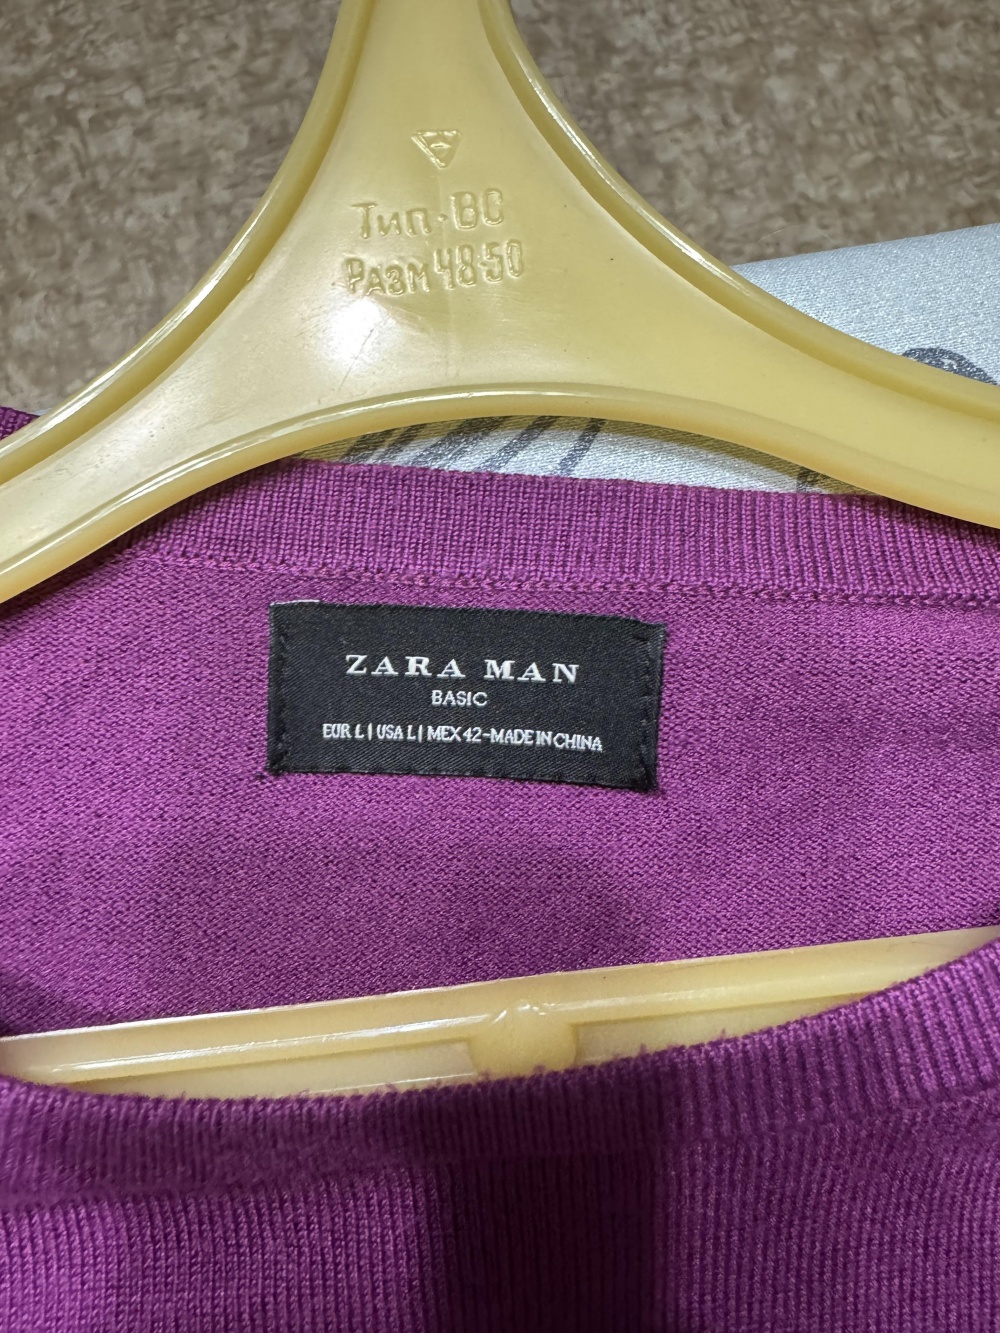 Тип·ВС
Разм 48·50
ZARA MAN
BASIC
EUR L | USA L | MEX 42-MADE IN CHINA